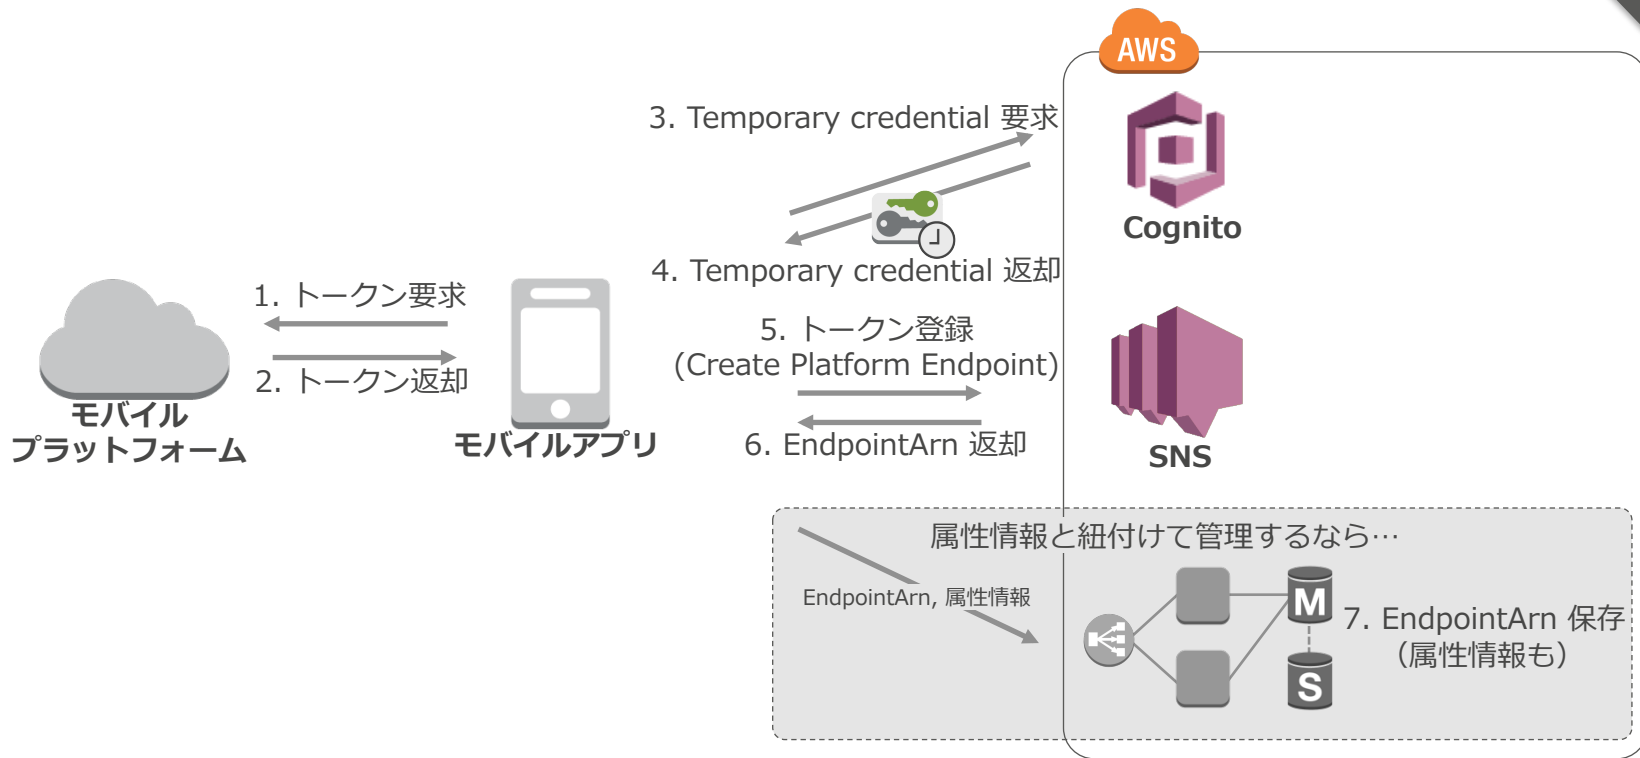 AWS
3. Temporary credential 要求
Cognito
4. Temporary credential 返却
1. トークン要求
2. トークン返却
モバイル
プラットフォーム
モバイルアプリ
5. トークン登録
(Create Platform Endpoint)
6. EndpointArn 返却
SNS
属性情報と紐付けて管理するなら…
EndpointArn, 属性情報
M
S
7. EndpointArn 保存
（属性情報も）